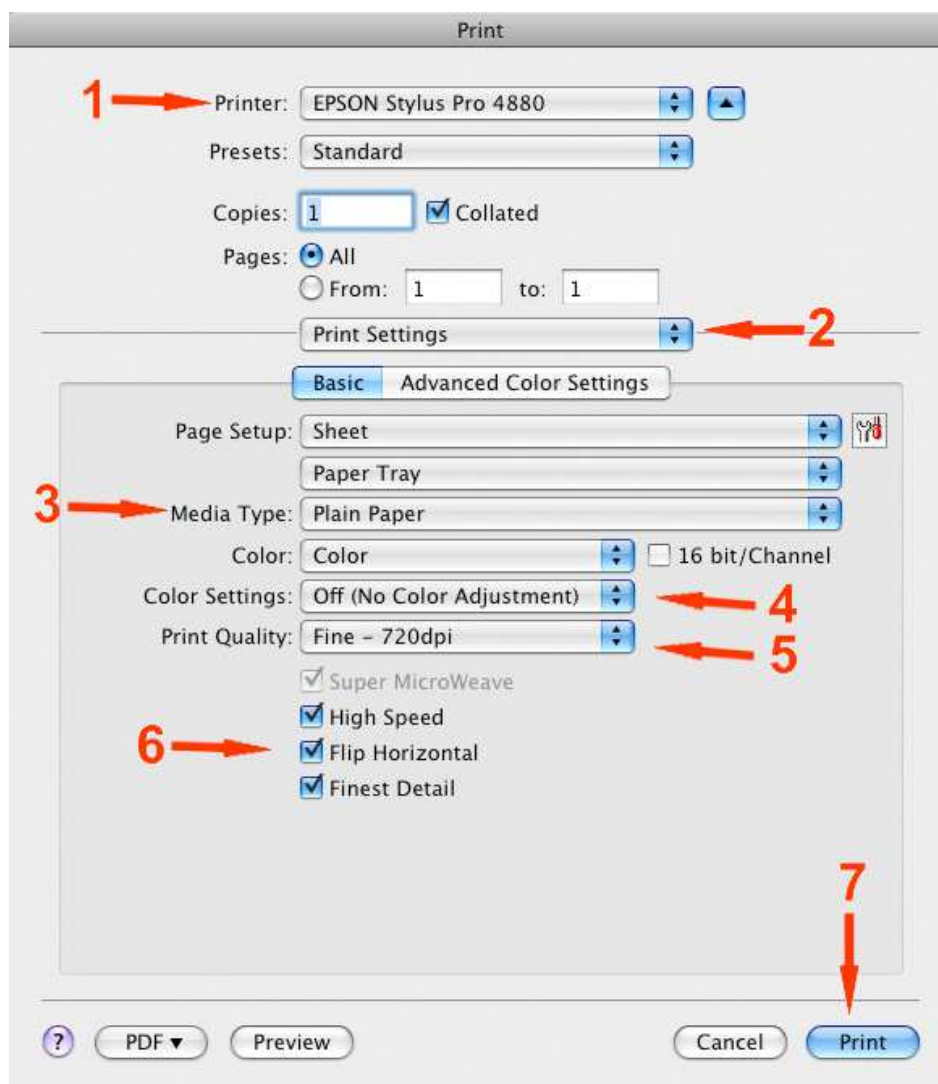 Print
1 Printer: EPSON Stylus Pro 4880
Presets: Standard
Copies: 1 Collated
Pages: All
From: 1 to: 1
Print Settings 2
Basic Advanced Color Settings
Page Setup: Sheet
Paper Tray
3 Media Type: Plain Paper
Color: Color 16 bit/Channel
Color Settings: Off (No Color Adjustment) 4
Print Quality: Fine – 720dpi 5
Super MicroWeave
High Speed
6 Flip Horizontal
Finest Detail
7
? PDF ▼ Preview Cancel Print